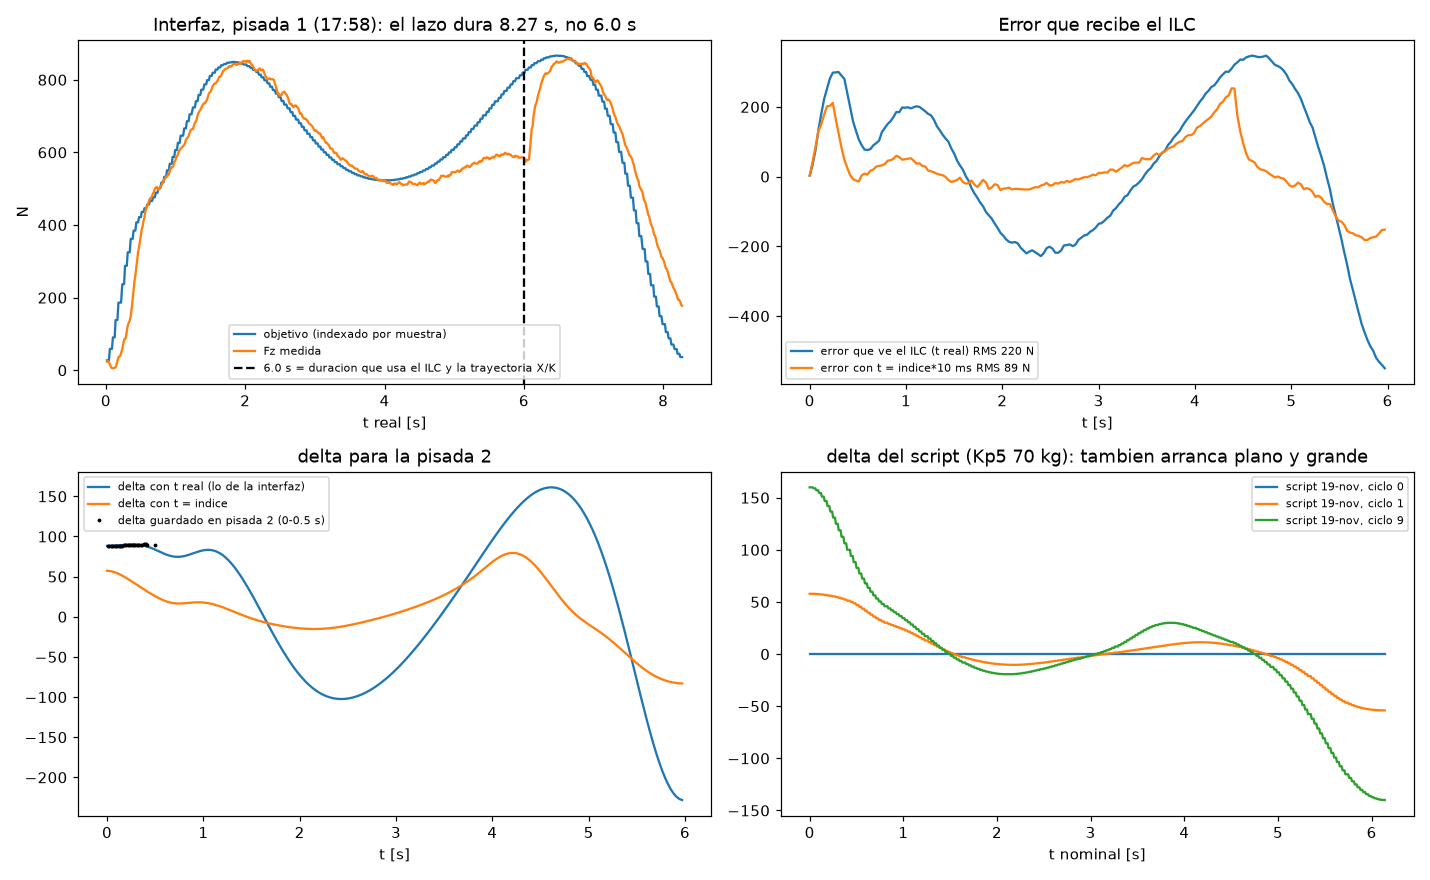 Interfaz, pisada 1 (17:58): el lazo dura 8.27 s, no 6.0 s
N
800
600
400
200
0
objetivo (indexado por muestra)
Fz medida
6.0 s = duracion que usa el ILC y la trayectoria X/K
0 2 4 6 8
t real [s]
Error que recibe el ILC
200
0
−200
−400
error que ve el ILC (t real) RMS 220 N
error con t = indice*10 ms RMS 89 N
0 1 2 3 4 5 6
t [s]
delta para la pisada 2
150
100
50
0
−50
−100
−150
−200
delta con t real (lo de la interfaz)
delta con t = indice
delta guardado en pisada 2 (0-0.5 s)
0 1 2 3 4 5 6
t [s]
delta del script (Kp5 70 kg): tambien arranca plano y grande
150
100
50
0
−50
−100
−150
script 19-nov, ciclo 0
script 19-nov, ciclo 1
script 19-nov, ciclo 9
0 1 2 3 4 5 6
t nominal [s]